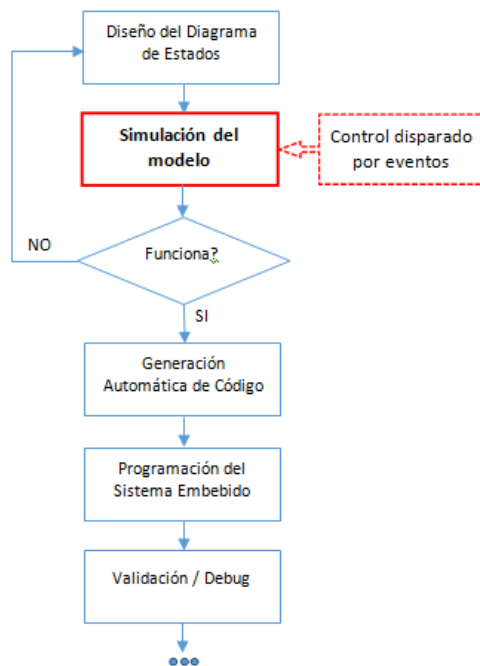 Diseño del Diagrama
de Estados
Simulación del
modelo
Control disparado
por eventos
NO
Funciona?
SI
Generación
Automática de Código
Programación del
Sistema Embebido
Validación / Debug